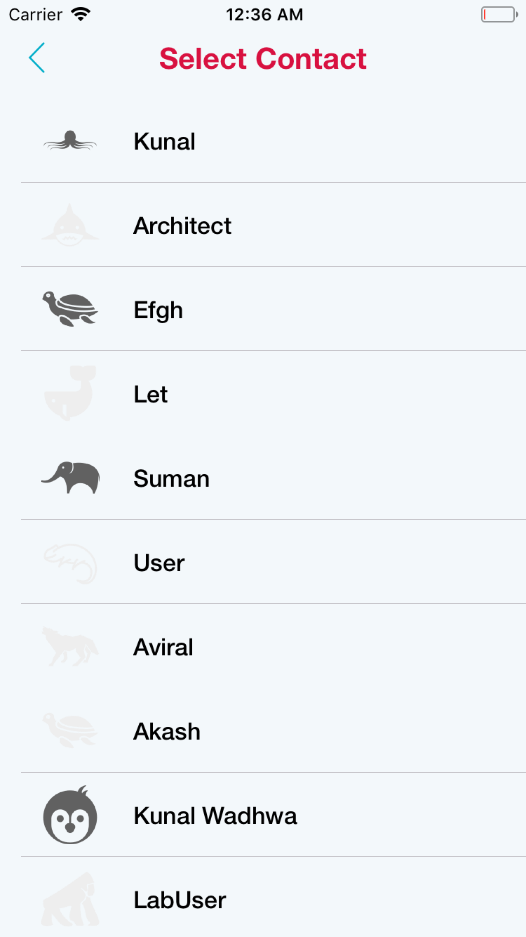 Carrier 12:36 AM
Select Contact
Kunal
Architect
Efgh
Let
Suman
User
Aviral
Akash
Kunal Wadhwa
LabUser